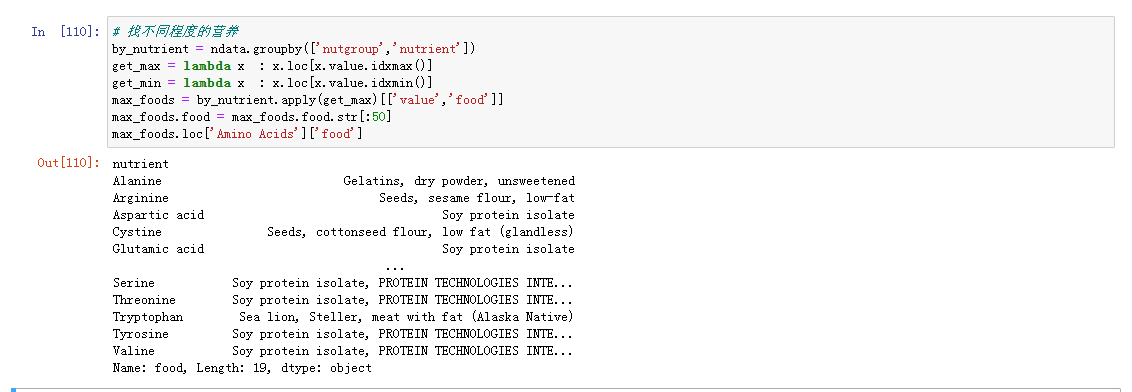 In [110]:
# 找不同程度的营养
by_nutrient = ndata.groupby(['nutgroup','nutrient'])
get_max = lambda x  : x.loc[x.value.idxmax()]
get_min = lambda x  : x.loc[x.value.idxmin()]
max_foods = by_nutrient.apply(get_max)[['value','food']]
max_foods.food = max_foods.food.str[:50]
max_foods.loc['Amino Acids']['food']
Out[110]:
nutrient
Alanine Gelatins, dry powder, unsweetened
Arginine Seeds, sesame flour, low-fat
Aspartic acid Soy protein isolate
Cystine Seeds, cottonseed flour, low fat (glandless)
Glutamic acid Soy protein isolate
...
Serine Soy protein isolate, PROTEIN TECHNOLOGIES INTE...
Threonine Soy protein isolate, PROTEIN TECHNOLOGIES INTE...
Tryptophan Sea lion, Steller, meat with fat (Alaska Native)
Tyrosine Soy protein isolate, PROTEIN TECHNOLOGIES INTE...
Valine Soy protein isolate, PROTEIN TECHNOLOGIES INTE...
Name: food, Length: 19, dtype: object